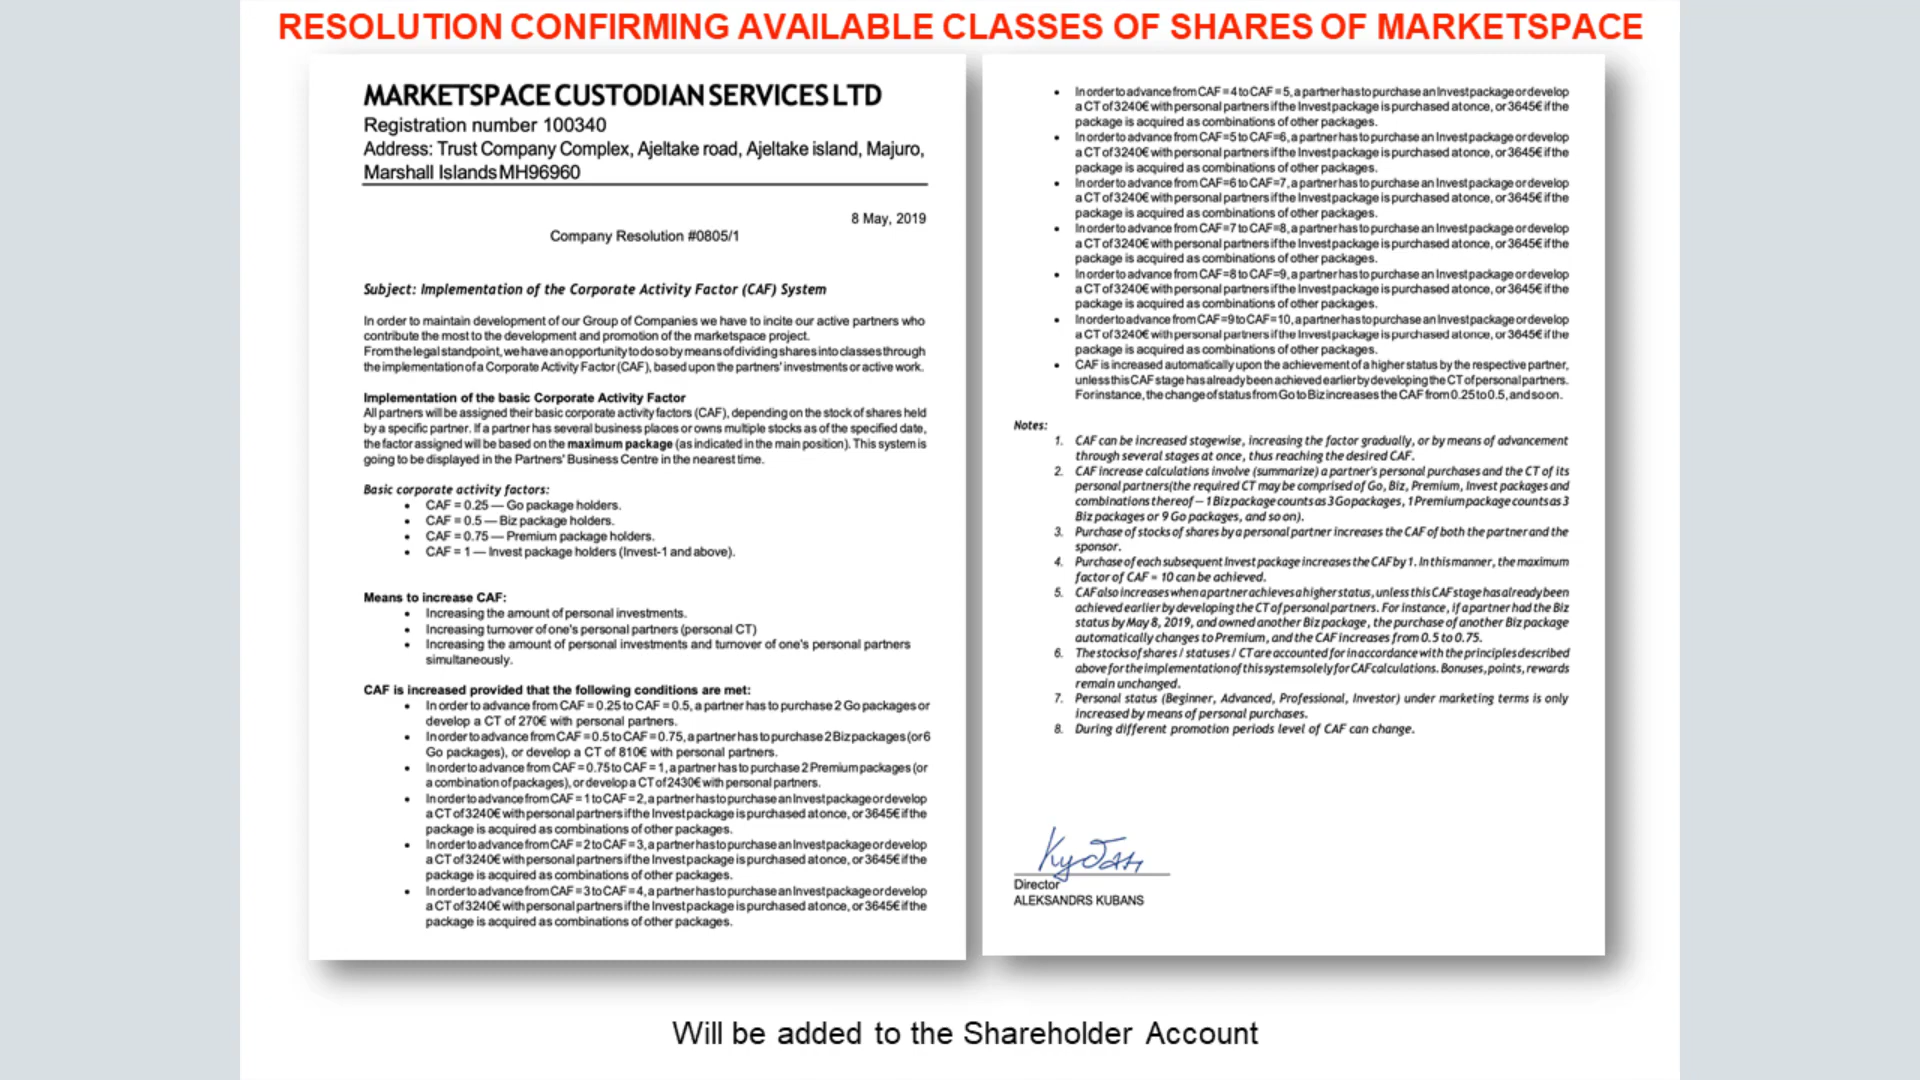 RESOLUTION CONFIRMING AVAILABLE CLASSES OF SHARES OF MARKETSPACE
MARKETSPACE CUSTODIAN SERVICES LTD
Registration number 100340
Address: Trust Company Complex, Ajeltake road, Ajeltake island, Majuro,
Marshall Islands MH96960
8 May, 2019
Company Resolution #0805/1
Subject: Implementation of the Corporate Activity Factor (CAF) System
In order to maintain development of our Group of Companies we have to incite our active partners who
contribute the most to the development and promotion of the marketspace project.
From the legal standpoint, we have an opportunity to do so by means of dividing shares into classes through
the implementation of a Corporate Activity Factor (CAF), based upon the partners' investments or active work.
Implementation of the basic Corporate Activity Factor
All partners will be assigned their basic corporate activity factors (CAF), depending on the stock of shares held
by a specific partner. If a partner has several business places or owns multiple stocks as of the specified date,
the factor assigned will be based on the maximum package (as indicated in the main position). This system is
going to be displayed in the Partners' Business Centre in the nearest time.
Basic corporate activity factors:
• CAF = 0.25 — Go package holders.
• CAF = 0.5 — Biz package holders.
• CAF = 0.75 — Premium package holders.
• CAF = 1 — Invest package holders (Invest-1 and above).
Means to increase CAF:
• Increasing the amount of personal investments.
• Increasing turnover of one's personal partners (personal CT)
• Increasing the amount of personal investments and turnover of one's personal partners
simultaneously.
CAF is increased provided that the following conditions are met:
• In order to advance from CAF = 0.25 to CAF = 0.5, a partner has to purchase 2 Go packages or
develop a CT of 270€ with personal partners.
• In order to advance from CAF = 0.5 to CAF = 0.75, a partner has to purchase 2 Biz packages (or 6
Go packages), or develop a CT of 810€ with personal partners.
• In order to advance from CAF = 0.75 to CAF = 1, a partner has to purchase 2 Premium packages (or
a combination of packages), or develop a CT of 2430€ with personal partners.
• In order to advance from CAF = 1 to CAF = 2, a partner has to purchase an Invest package or develop
a CT of 3240€ with personal partners if the Invest package is purchased at once, or 3645€ if the
package is acquired as combinations of other packages.
• In order to advance from CAF = 2 to CAF = 3, a partner has to purchase an Invest package or develop
a CT of 3240€ with personal partners if the Invest package is purchased at once, or 3645€ if the
package is acquired as combinations of other packages.
• In order to advance from CAF = 3 to CAF = 4, a partner has to purchase an Invest package or develop
a CT of 3240€ with personal partners if the Invest package is purchased at once, or 3645€ if the
package is acquired as combinations of other packages.
• In order to advance from CAF = 4 to CAF = 5, a partner has to purchase an Invest package or develop
a CT of 3240€ with personal partners if the Invest package is purchased at once, or 3645€ if the
package is acquired as combinations of other packages.
• In order to advance from CAF=5 to CAF=6, a partner has to purchase an Invest package or develop
a CT of 3240€ with personal partners if the Invest package is purchased at once, or 3645€ if the
package is acquired as combinations of other packages.
• In order to advance from CAF=6 to CAF=7, a partner has to purchase an Invest package or develop
a CT of 3240€ with personal partners if the Invest package is purchased at once, or 3645€ if the
package is acquired as combinations of other packages.
• In order to advance from CAF=7 to CAF=8, a partner has to purchase an Invest package or develop
a CT of 3240€ with personal partners if the Invest package is purchased at once, or 3645€ if the
package is acquired as combinations of other packages.
• In order to advance from CAF=8 to CAF=9, a partner has to purchase an Invest package or develop
a CT of 3240€ with personal partners if the Invest package is purchased at once, or 3645€ if the
package is acquired as combinations of other packages.
• In order to advance from CAF=9 to CAF=10, a partner has to purchase an Invest package or develop
a CT of 3240€ with personal partners if the Invest package is purchased at once, or 3645€ if the
package is acquired as combinations of other packages.
• CAF is increased automatically upon the achievement of a higher status by the respective partner,
unless this CAF stage has already been achieved earlier by developing the CT of personal partners.
For instance, the change of status from Go to Biz increases the CAF from 0.25 to 0.5, and so on.
Notes:
1. CAF can be increased stagewise, increasing the factor gradually, or by means of advancement
through several stages at once, thus reaching the desired CAF.
2. CAF increase calculations involve (summarize) a partner's personal purchases and the CT of its
personal partners (the required CT may be comprised of Go, Biz, Premium, Invest packages and
combinations thereof – 1 Biz package counts as 3 Go packages, 1 Premium package counts as 3
Biz packages or 9 Go packages, and so on).
3. Purchase of stocks of shares by a personal partner increases the CAF of both the partner and the
sponsor.
4. Purchase of each subsequent Invest package increases the CAF by 1. In this manner, the maximum
factor of CAF = 10 can be achieved.
5. CAF also increases when a partner achieves a higher status, unless this CAF stage has already been
achieved earlier by developing the CT of personal partners. For instance, if a partner had the Biz
status by May 8, 2019, and owned another Biz package, the purchase of another Biz package
automatically changes to Premium, and the CAF increases from 0.5 to 0.75.
6. The stocks of shares / statuses / CT are accounted for in accordance with the principles described
above for the implementation of this system solely for CAF calculations. Bonuses, points, rewards
remain unchanged.
7. Personal status (Beginner, Advanced, Professional, Investor) under marketing terms is only
increased by means of personal purchases.
8. During different promotion periods level of CAF can change.
Director
ALEKSANDRS KUBANS
Will be added to the Shareholder Account